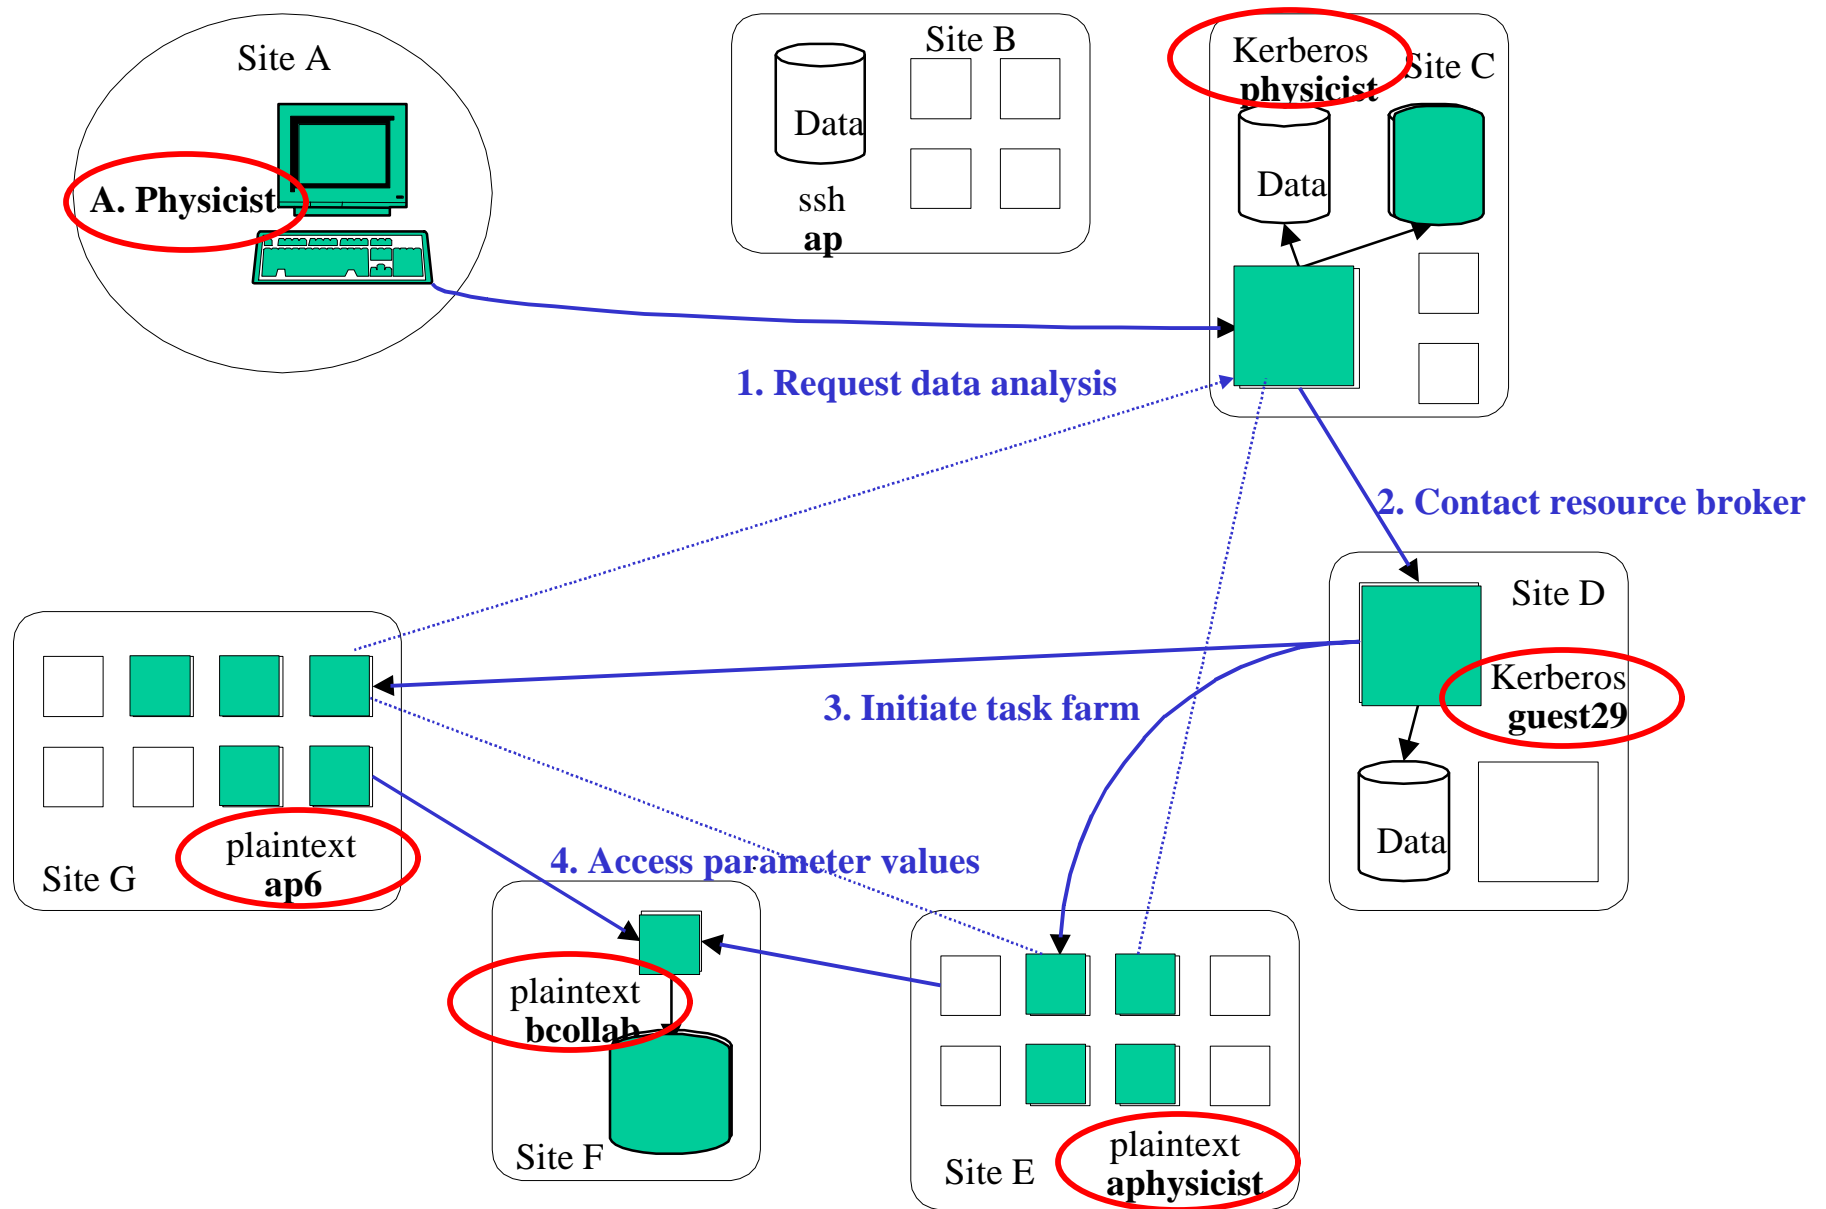 Site A
A. Physicist
Site B
Data
ssh
ap
Kerberos
physicist
Site C
Data
1. Request data analysis
2. Contact resource broker
Site D
Kerberos
guest29
Data
3. Initiate task farm
plaintext
ap6
Site G
4. Access parameter values
plaintext
bcollab
Site F
plaintext
aphysicist
Site E